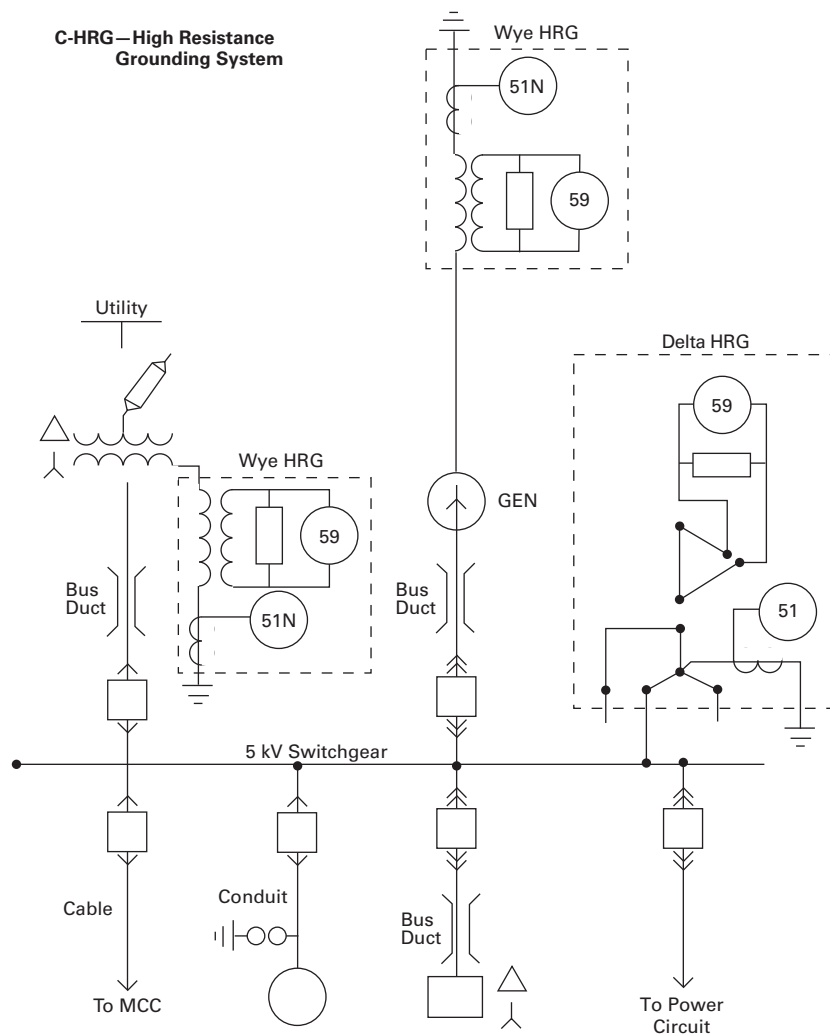 C-HRG—High Resistance
Grounding System
Wye HRG
51N
59
Utility
Delta HRG
59
Wye HRG
GEN
59
Bus
Duct
Bus
Duct
51N
51
5 kV Switchgear
Cable
Conduit
Bus
Duct
To MCC
To Power
Circuit